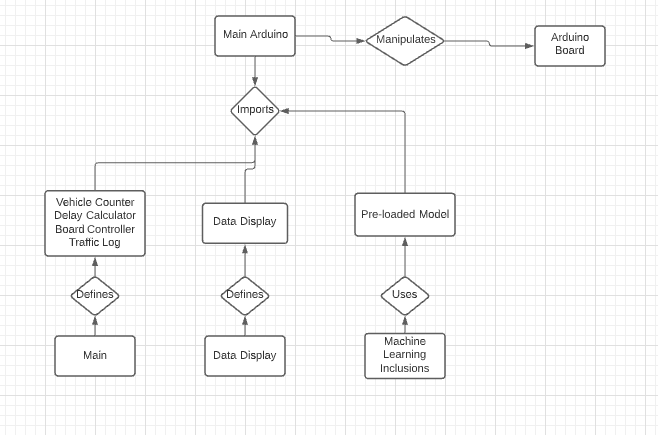 Main Arduino
Manipulates
Arduino
Board
Imports
Vehicle Counter
Delay Calculator
Board Controller
Traffic Log
Data Display
Pre-loaded Model
Defines
Defines
Uses
Main
Data Display
Machine
Learning
Inclusions